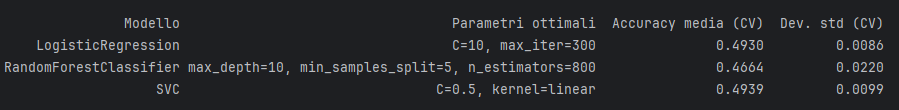 Modello Parametri ottimali Accuracy media (CV) Dev. std (CV)
LogisticRegression C=10, max_iter=300 0.4930 0.0086
RandomForestClassifier max_depth=10, min_samples_split=5, n_estimators=800 0.4664 0.0220
SVC C=0.5, kernel=linear 0.4939 0.0099